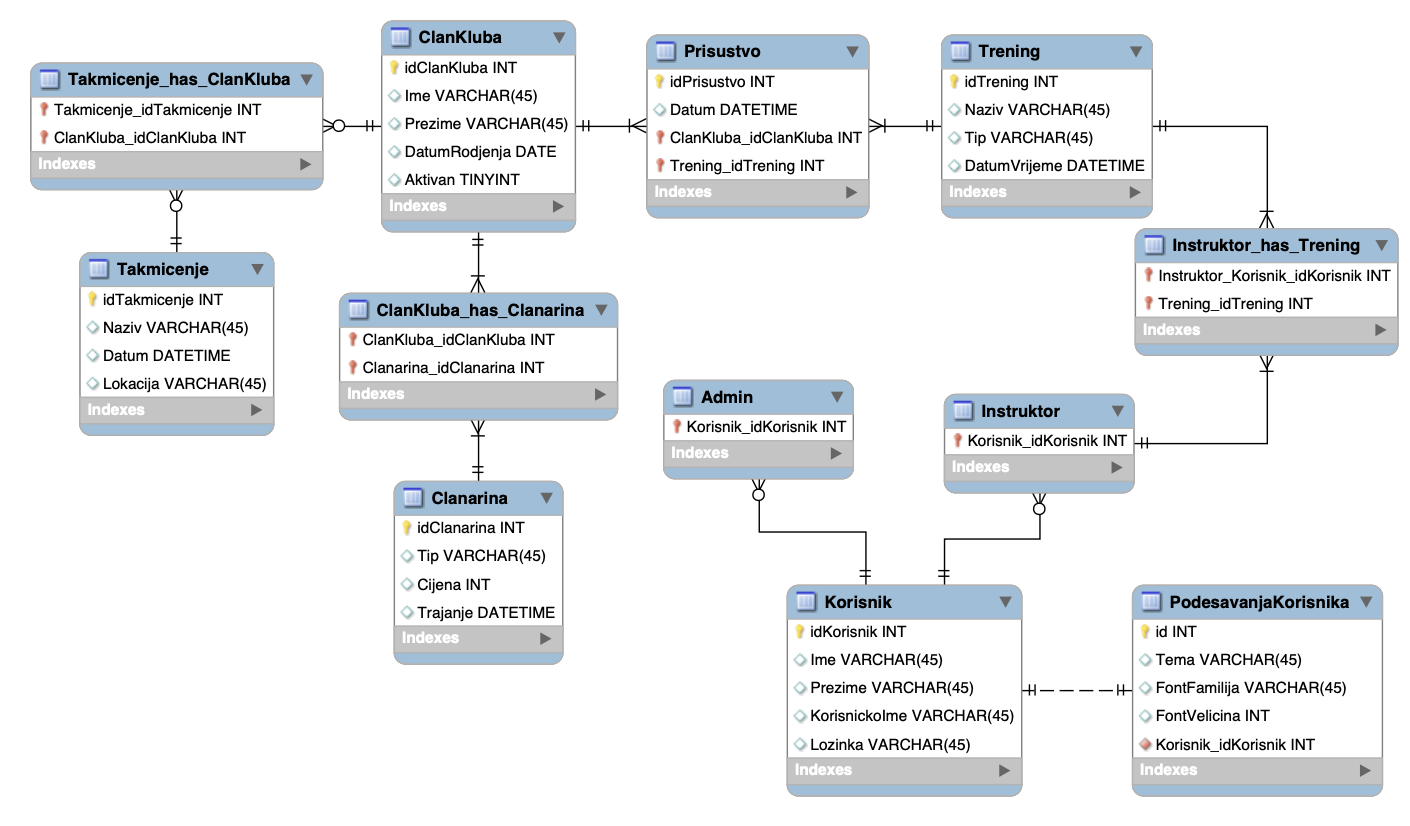 Takmicenje_has_ClanKluba
Takmicenje_idTakmicenje INT
ClanKluba_idClanKluba INT
Indexes
ClanKluba
idClanKluba INT
Ime VARCHAR(45)
Prezime VARCHAR(45)
DatumRodjenja DATE
Aktivan TINYINT
Indexes
Prisustvo
idPrisustvo INT
Datum DATETIME
ClanKluba_idClanKluba INT
Trening_idTrening INT
Indexes
Trening
idTrening INT
Naziv VARCHAR(45)
Tip VARCHAR(45)
DatumVrijeme DATETIME
Indexes
Takmicenje
idTakmicenje INT
Naziv VARCHAR(45)
Datum DATETIME
Lokacija VARCHAR(45)
Indexes
ClanKluba_has_Clanarina
ClanKluba_idClanKluba INT
Clanarina_idClanarina INT
Indexes
Instruktor_has_Trening
Instruktor_Korisnik_idKorisnik INT
Trening_idTrening INT
Indexes
Admin
Korisnik_idKorisnik INT
Indexes
Instruktor
Korisnik_idKorisnik INT
Indexes
Clanarina
idClanarina INT
Tip VARCHAR(45)
Cijena INT
Trajanje DATETIME
Indexes
Korisnik
idKorisnik INT
Ime VARCHAR(45)
Prezime VARCHAR(45)
KorisnickoIme VARCHAR(45)
Lozinka VARCHAR(45)
Indexes
PodesavanjaKorisnika
id INT
Tema VARCHAR(45)
FontFamilija VARCHAR(45)
FontVelicina INT
Korisnik_idKorisnik INT
Indexes